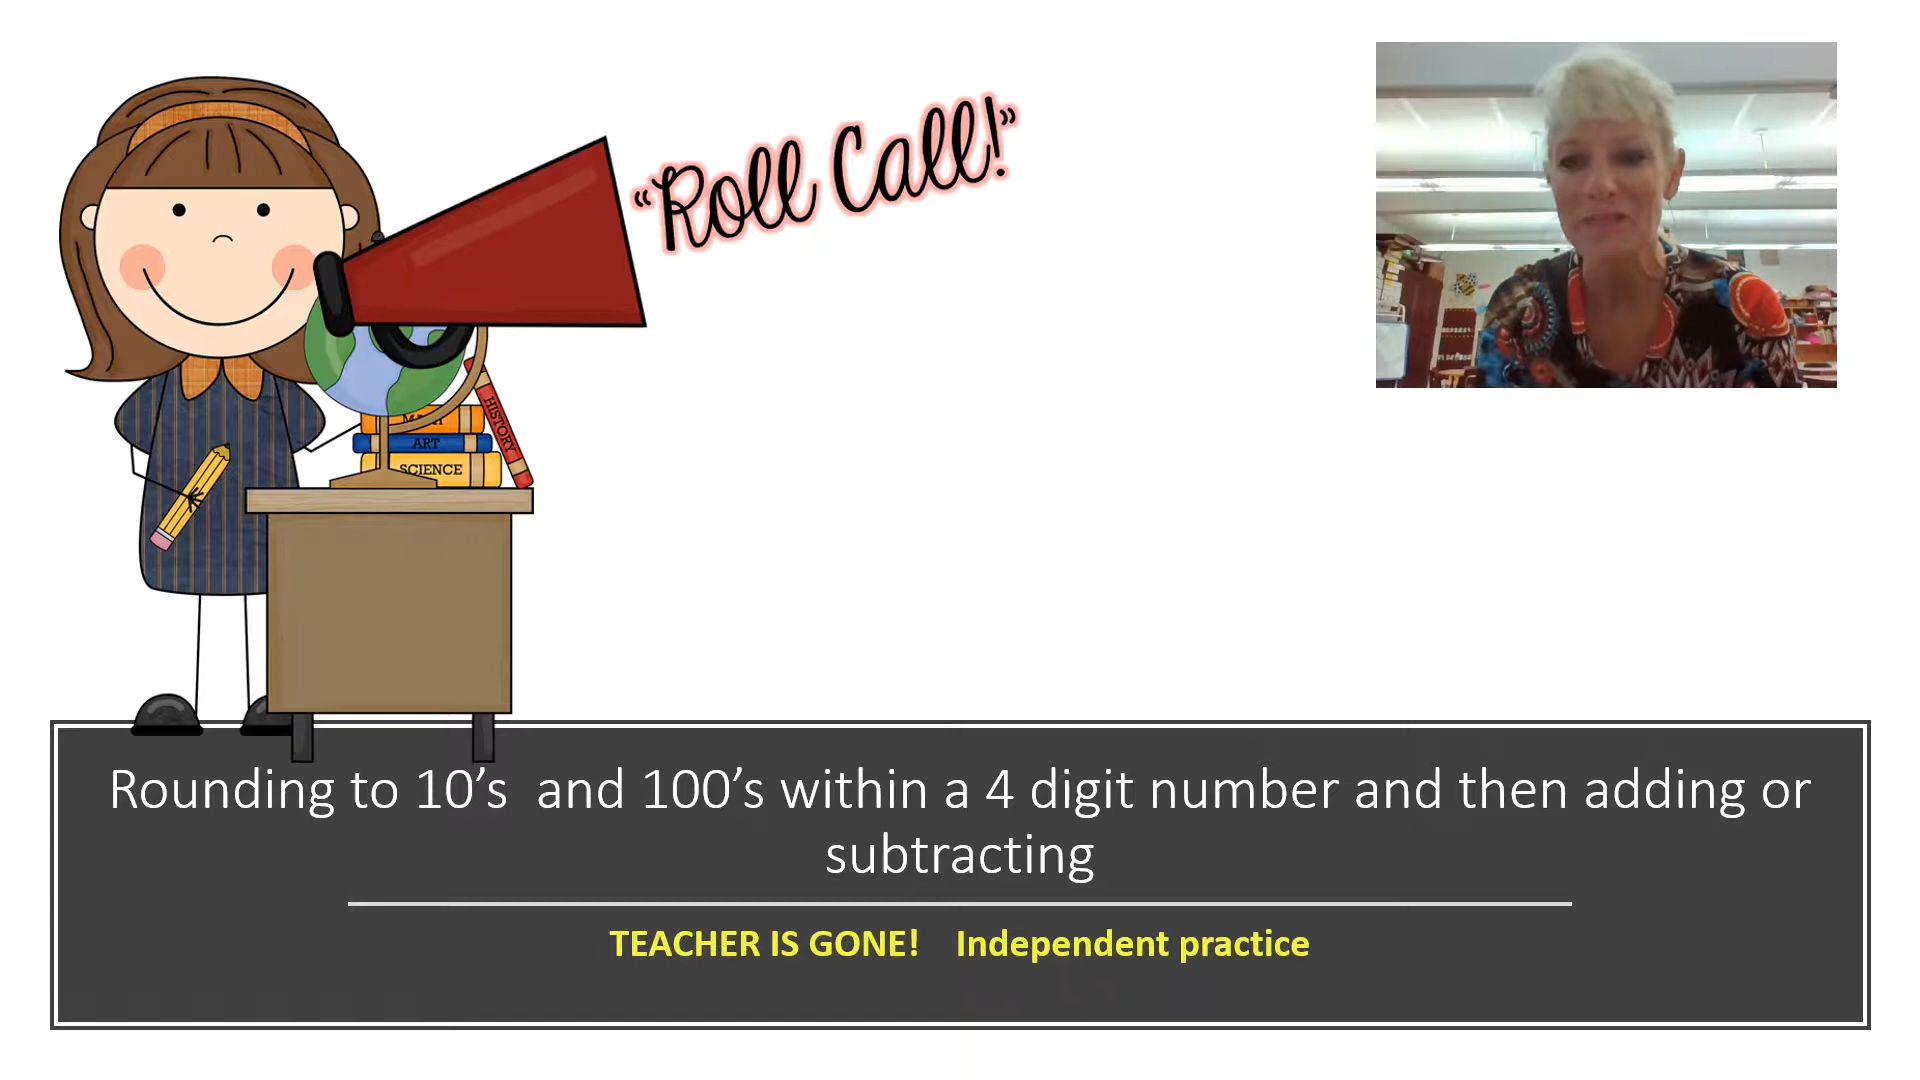 “Roll Call!”
HISTORY
ART
SCIENCE
Rounding to 10’s  and 100’s within a 4 digit number and then adding or
subtracting
TEACHER IS GONE!    Independent practice